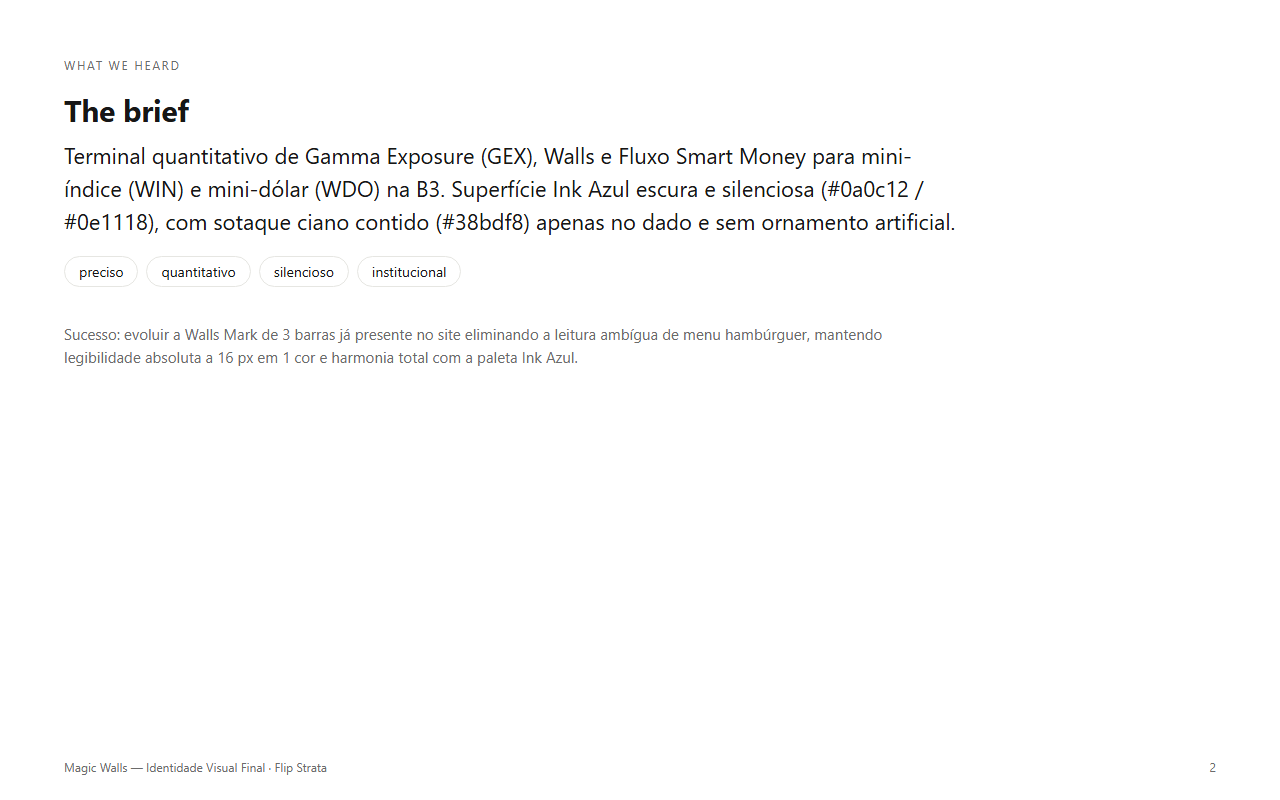 WHAT WE HEARD
The brief
Terminal quantitativo de Gamma Exposure (GEX), Walls e Fluxo Smart Money para mini-
índice (WIN) e mini-dólar (WDO) na B3. Superfície Ink Azul escura e silenciosa (#0a0c12 /
#0e1118), com sotaque ciano contido (#38bdf8) apenas no dado e sem ornamento artificial.
preciso quantitativo silencioso institucional
Sucesso: evoluir a Walls Mark de 3 barras já presente no site eliminando a leitura ambígua de menu hambúrguer, mantendo
legibilidade absoluta a 16 px em 1 cor e harmonia total com a paleta Ink Azul.
Magic Walls — Identidade Visual Final · Flip Strata 2